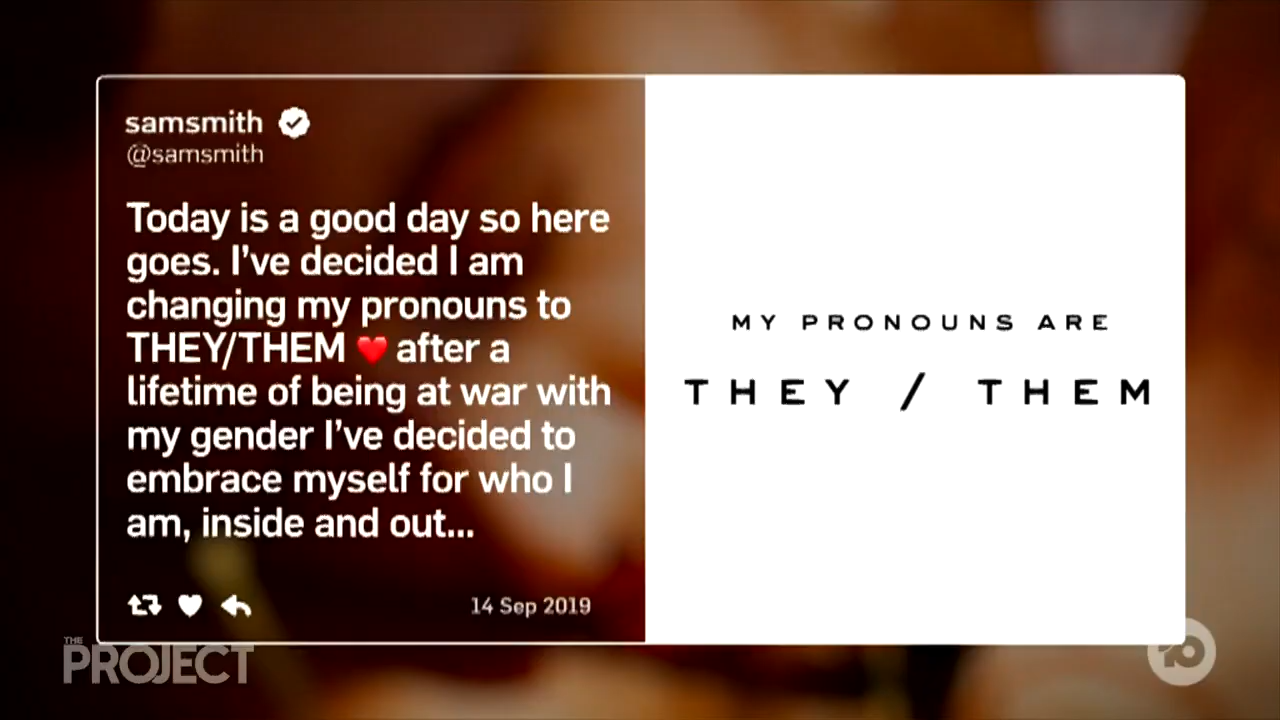 samsmith
@samsmith
Today is a good day so here
goes. I've decided I am
changing my pronouns to
THEY/THEM ❤️ after a
lifetime of being at war with
my gender I've decided to
embrace myself for who I
am, inside and out...
14 Sep 2019
MY PRONOUNS ARE
THEY / THEM
THE
PROJECT
10